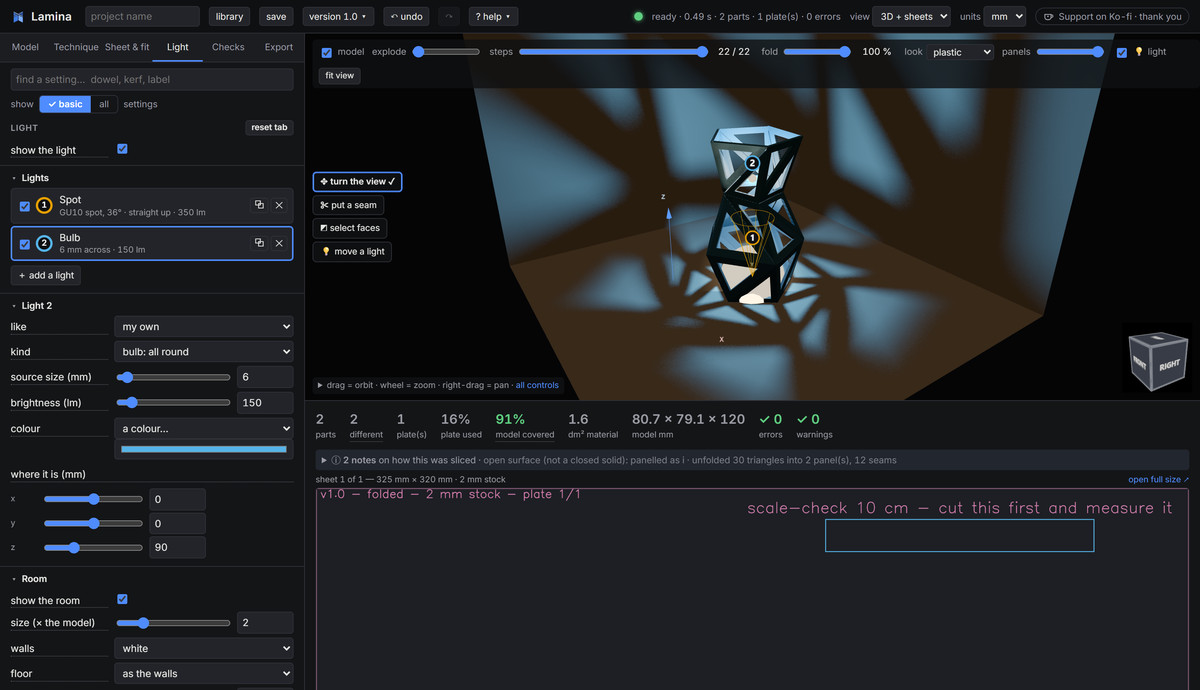 Lamina
project name
library
save
version 1.0
undo
? help
ready · 0.49 s · 2 parts · 1 plate(s) · 0 errors
view
3D + sheets
units
mm
Support on Ko-fi · thank you
Model
Technique
Sheet & fit
Light
Checks
Export
find a setting... dowel, kerf, label
show
✓ basic
all
settings
LIGHT
reset tab
show the light
Lights
1
Spot
GU10 spot, 36° · straight up · 350 lm
2
Bulb
6 mm across · 150 lm
+ add a light
Light 2
like
my own
kind
bulb: all round
source size (mm)
6
brightness (lm)
150
colour
a colour...
where it is (mm)
x
0
y
0
z
90
Room
show the room
size (× the model)
2
walls
white
floor
as the walls
model
explode
steps
22 / 22
fold
100 %
look
plastic
panels
light
fit view
turn the view ✓
put a seam
select faces
move a light
z
2
1
x
RIGHT
drag = orbit · wheel = zoom · right-drag = pan · all controls
2
parts
2
different
1
plate(s)
16%
plate used
91%
model covered
1.6
dm² material
80.7 × 79.1 × 120
model mm
✓ 0
errors
✓ 0
warnings
2 notes on how this was sliced · open surface (not a closed solid): panelled as i · unfolded 30 triangles into 2 panel(s), 12 seams
sheet 1 of 1 — 325 mm × 320 mm · 2 mm stock
open full size
v1.0 – folded – 2 mm stock – plate 1/1
scale-check 10 cm – cut this first and measure it